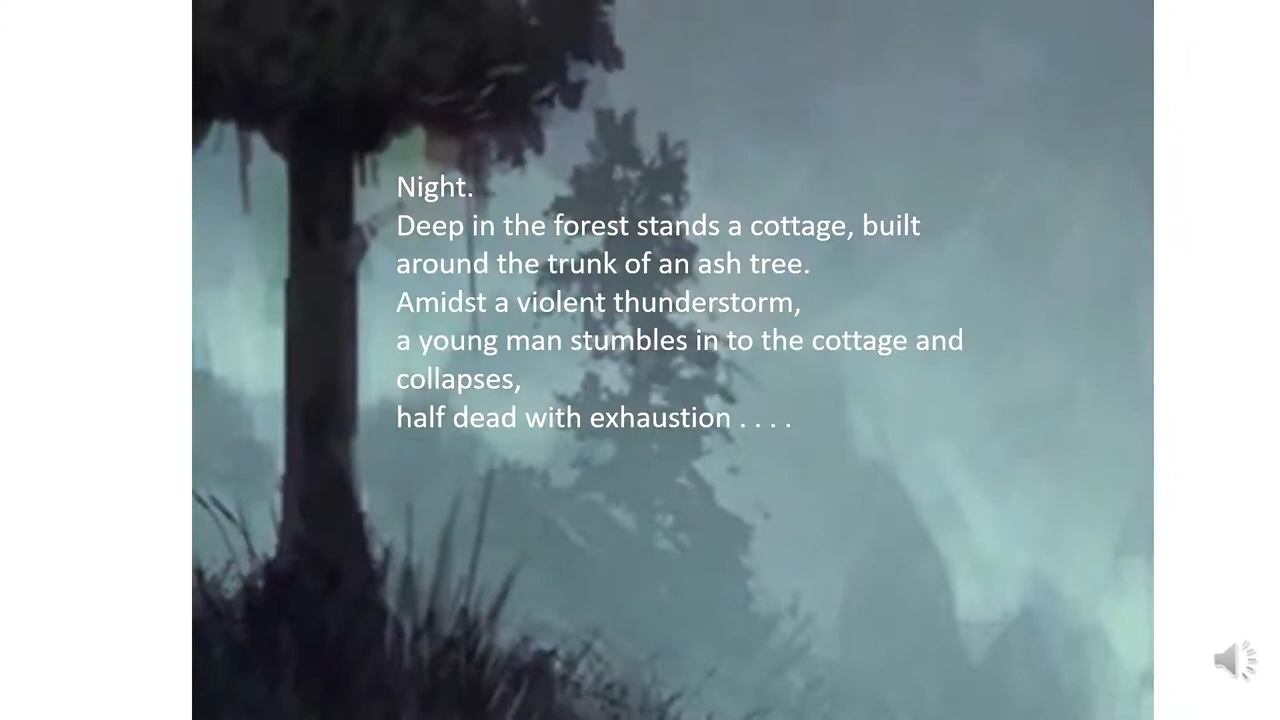 Night.
Deep in the forest stands a cottage, built
around the trunk of an ash tree.
Amidst a violent thunderstorm,
a young man stumbles in to the cottage and
collapses,
half dead with exhaustion . . . .